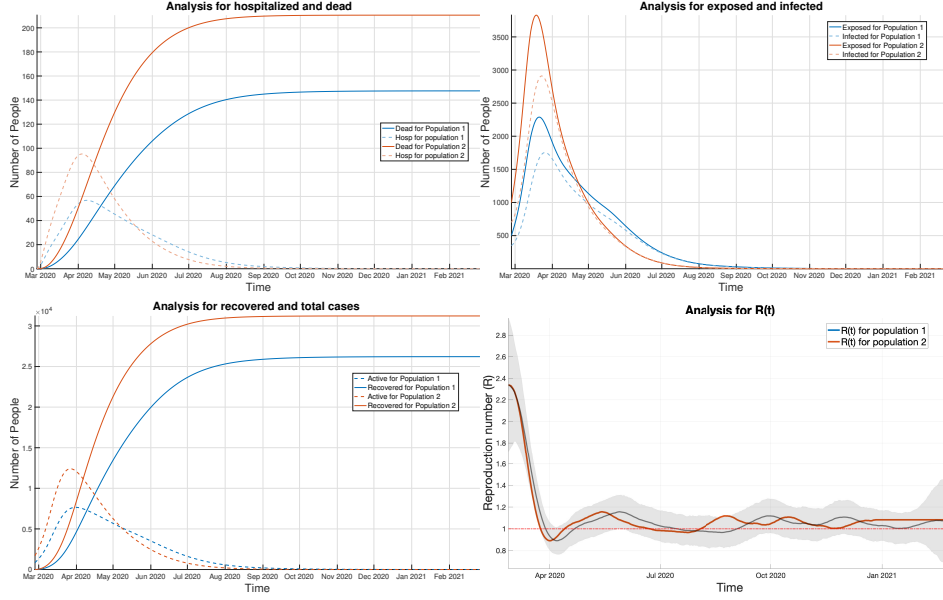 Analysis for hospitalized and dead
Number of People
200
180
160
140
120
100
80
60
40
20
0
Dead for Population 1
Hosp for population 1
Dead for Population 2
Hosp for population 2
Mar 2020 Apr 2020 May 2020 Jun 2020 Jul 2020 Aug 2020 Sep 2020 Oct 2020 Nov 2020 Dec 2020 Jan 2021 Feb 2021
Time
Analysis for exposed and infected
Number of People
3500
3000
2500
2000
1500
1000
500
Exposed for Population 1
Infected for Population 1
Exposed for Population 2
Infected for Population 2
Mar 2020 Apr 2020 May 2020 Jun 2020 Jul 2020 Aug 2020 Sep 2020 Oct 2020 Nov 2020 Dec 2020 Jan 2021 Feb 2021
Time
Analysis for recovered and total cases
×10⁴
Number of People
3
2.5
2
1.5
1
0.5
0
Active for Population 1
Recovered for Population 1
Active for Population 2
Recovered for Population 2
Mar 2020 Apr 2020 May 2020 Jun 2020 Jul 2020 Aug 2020 Sep 2020 Oct 2020 Nov 2020 Dec 2020 Jan 2021 Feb 2021
Time
Analysis for R(t)
Reproduction number (R)
2.8
2.6
2.4
2.2
2
1.8
1.6
1.4
1.2
1
0.8
R(t) for population 1
R(t) for population 2
Apr 2020 Jul 2020 Oct 2020 Jan 2021
Time